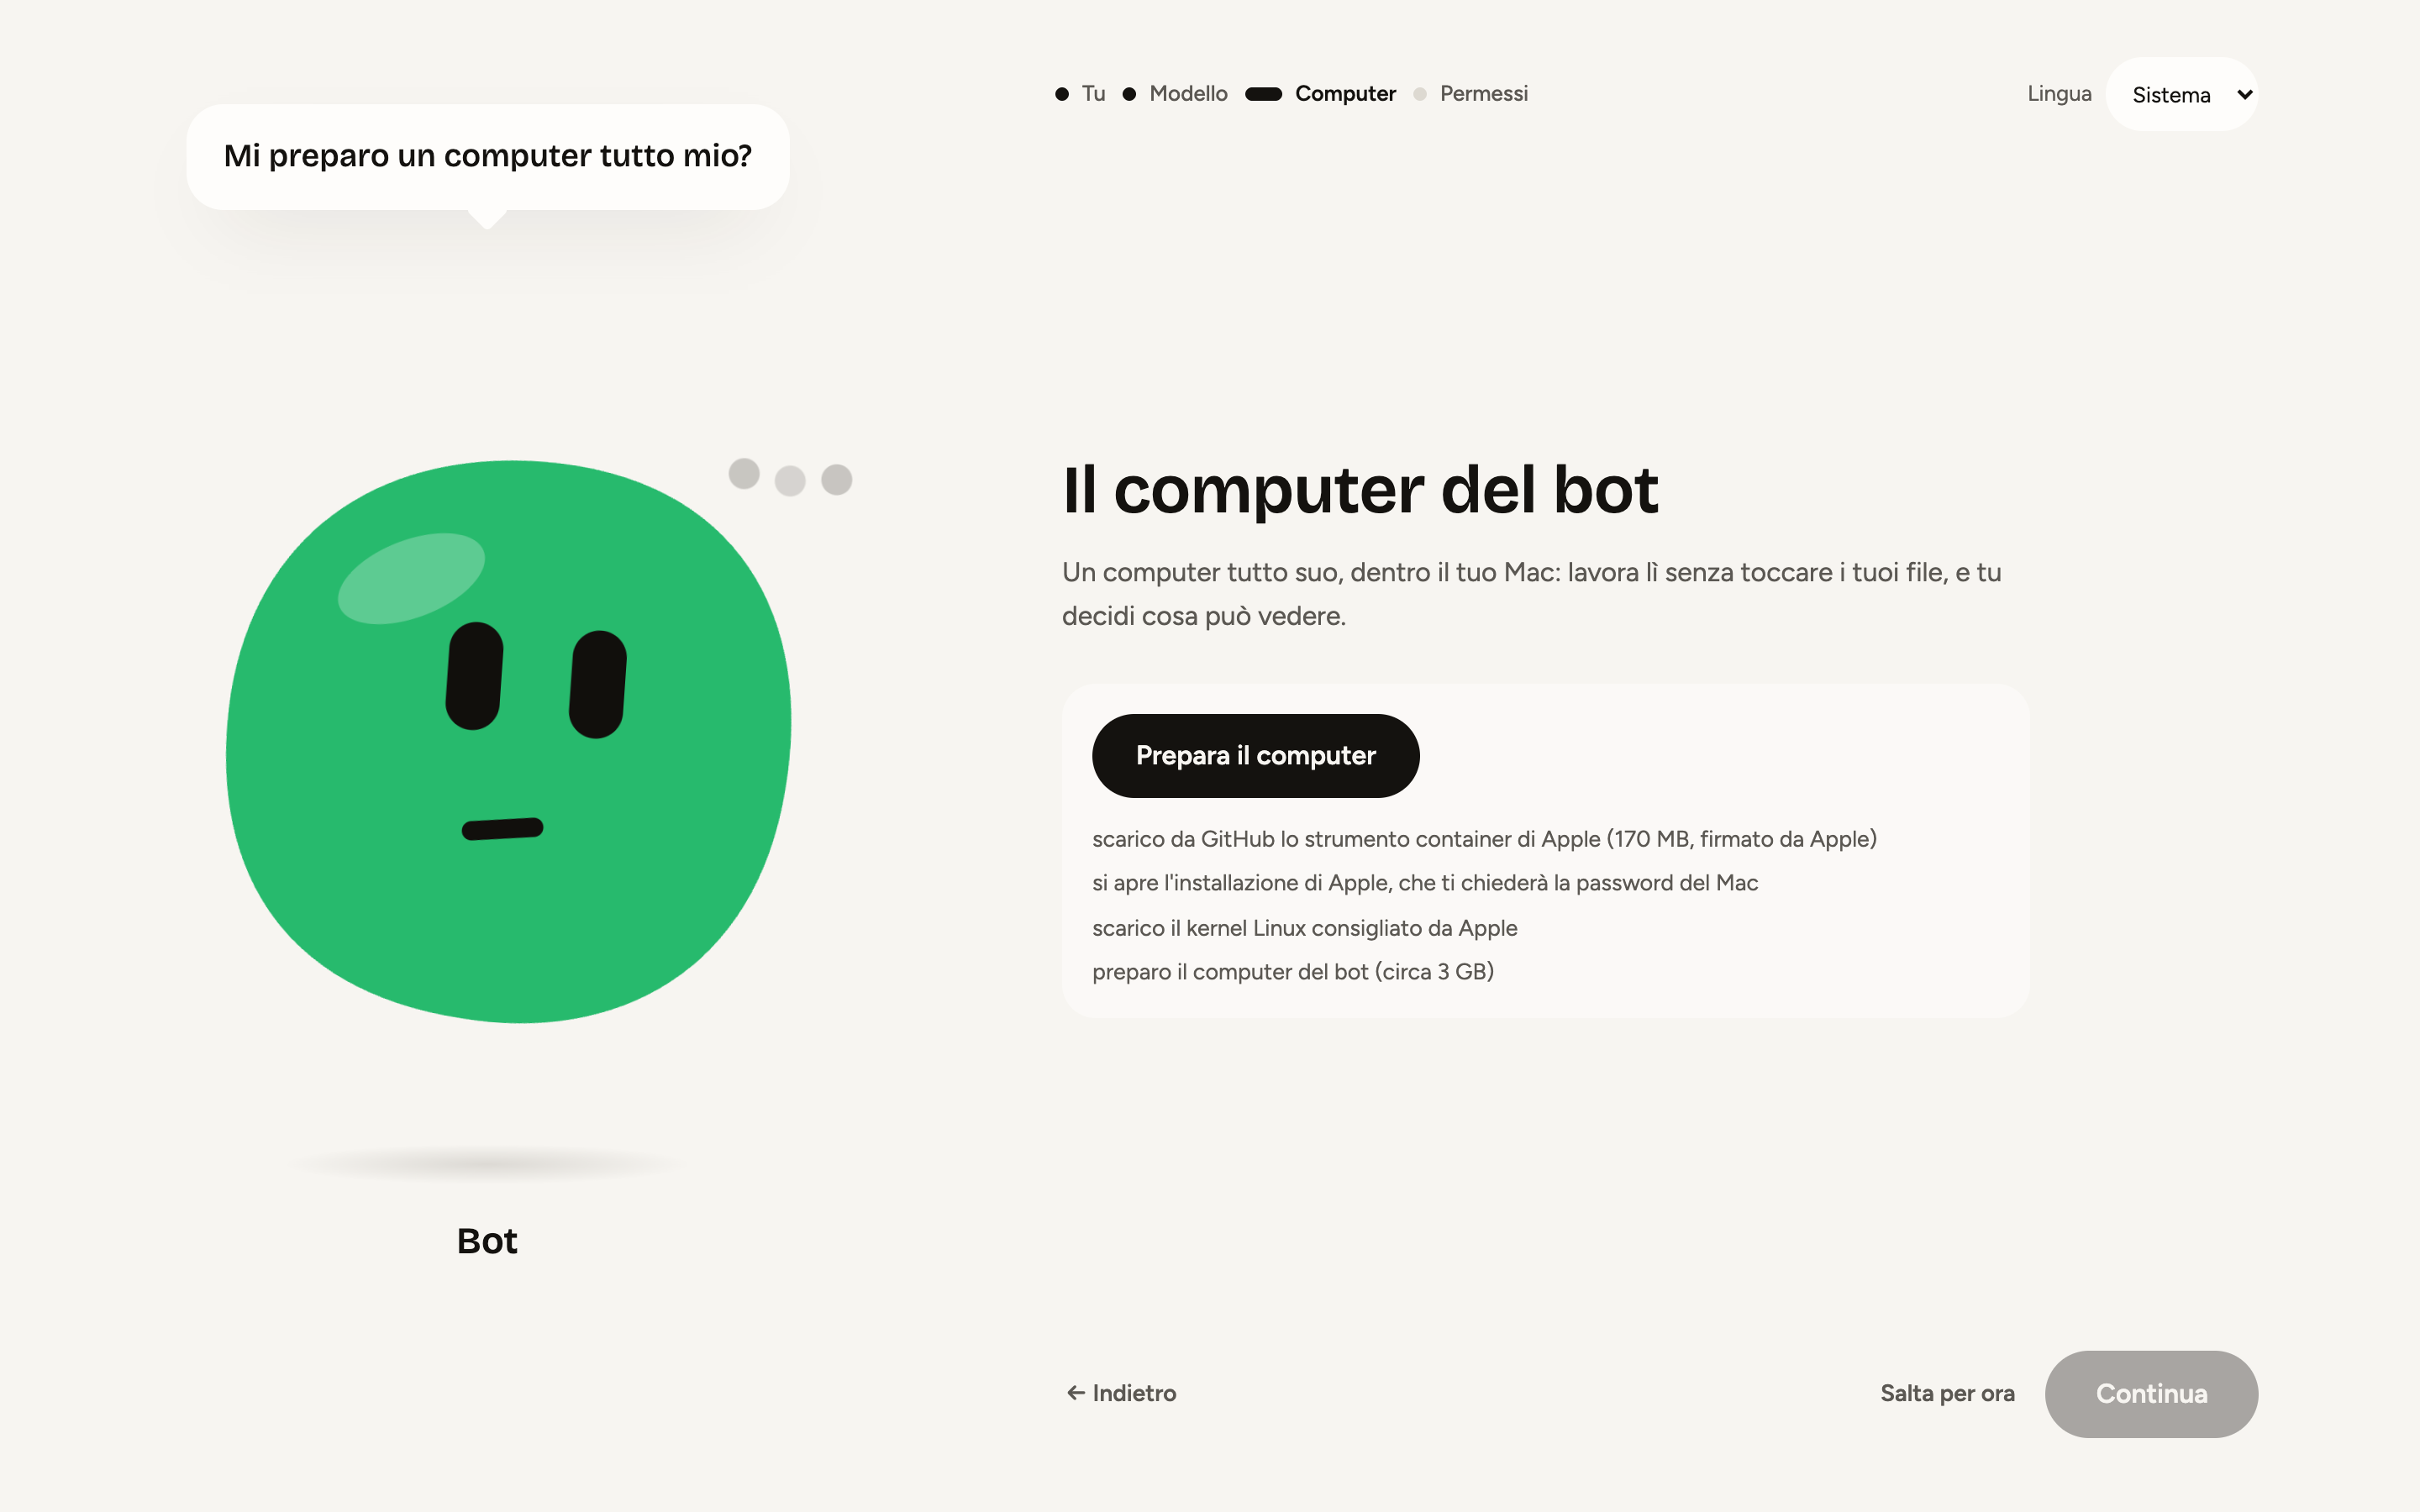 Mi preparo un computer tutto mio?
Bot
Tu
Modello
Computer
Permessi
Lingua
Sistema
Il computer del bot
Un computer tutto suo, dentro il tuo Mac: lavora lì senza toccare i tuoi file, e tu
decidi cosa può vedere.
Prepara il computer
scarico da GitHub lo strumento container di Apple (170 MB, firmato da Apple)
si apre l'installazione di Apple, che ti chiederà la password del Mac
scarico il kernel Linux consigliato da Apple
preparo il computer del bot (circa 3 GB)
← Indietro
Salta per ora
Continua